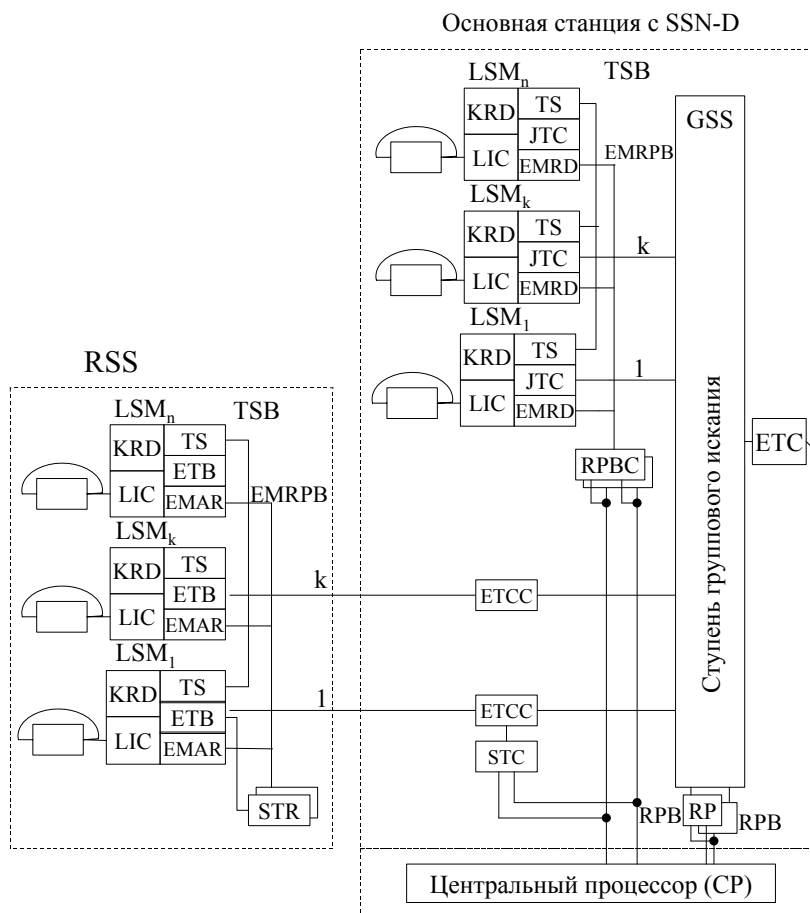 Основная станция с SSN-D
LSMn
TSB
KRD
TS
JTC
LIC
EMRD
EMRPB
GSS
LSMk
KRD
TS
JTC
LIC
EMRD
k
LSM1
KRD
TS
JTC
LIC
EMRD
1
RPBC
Ступень группового искания
ETC
RSS
LSMn
TSB
KRD
TS
ETB
LIC
EMAR
EMRPB
LSMk
KRD
TS
ETB
LIC
EMAR
k
ETCC
LSM1
KRD
TS
ETB
LIC
EMAR
1
ETCC
STC
STR
RPB
RP
RPB
Центральный процессор (CP)